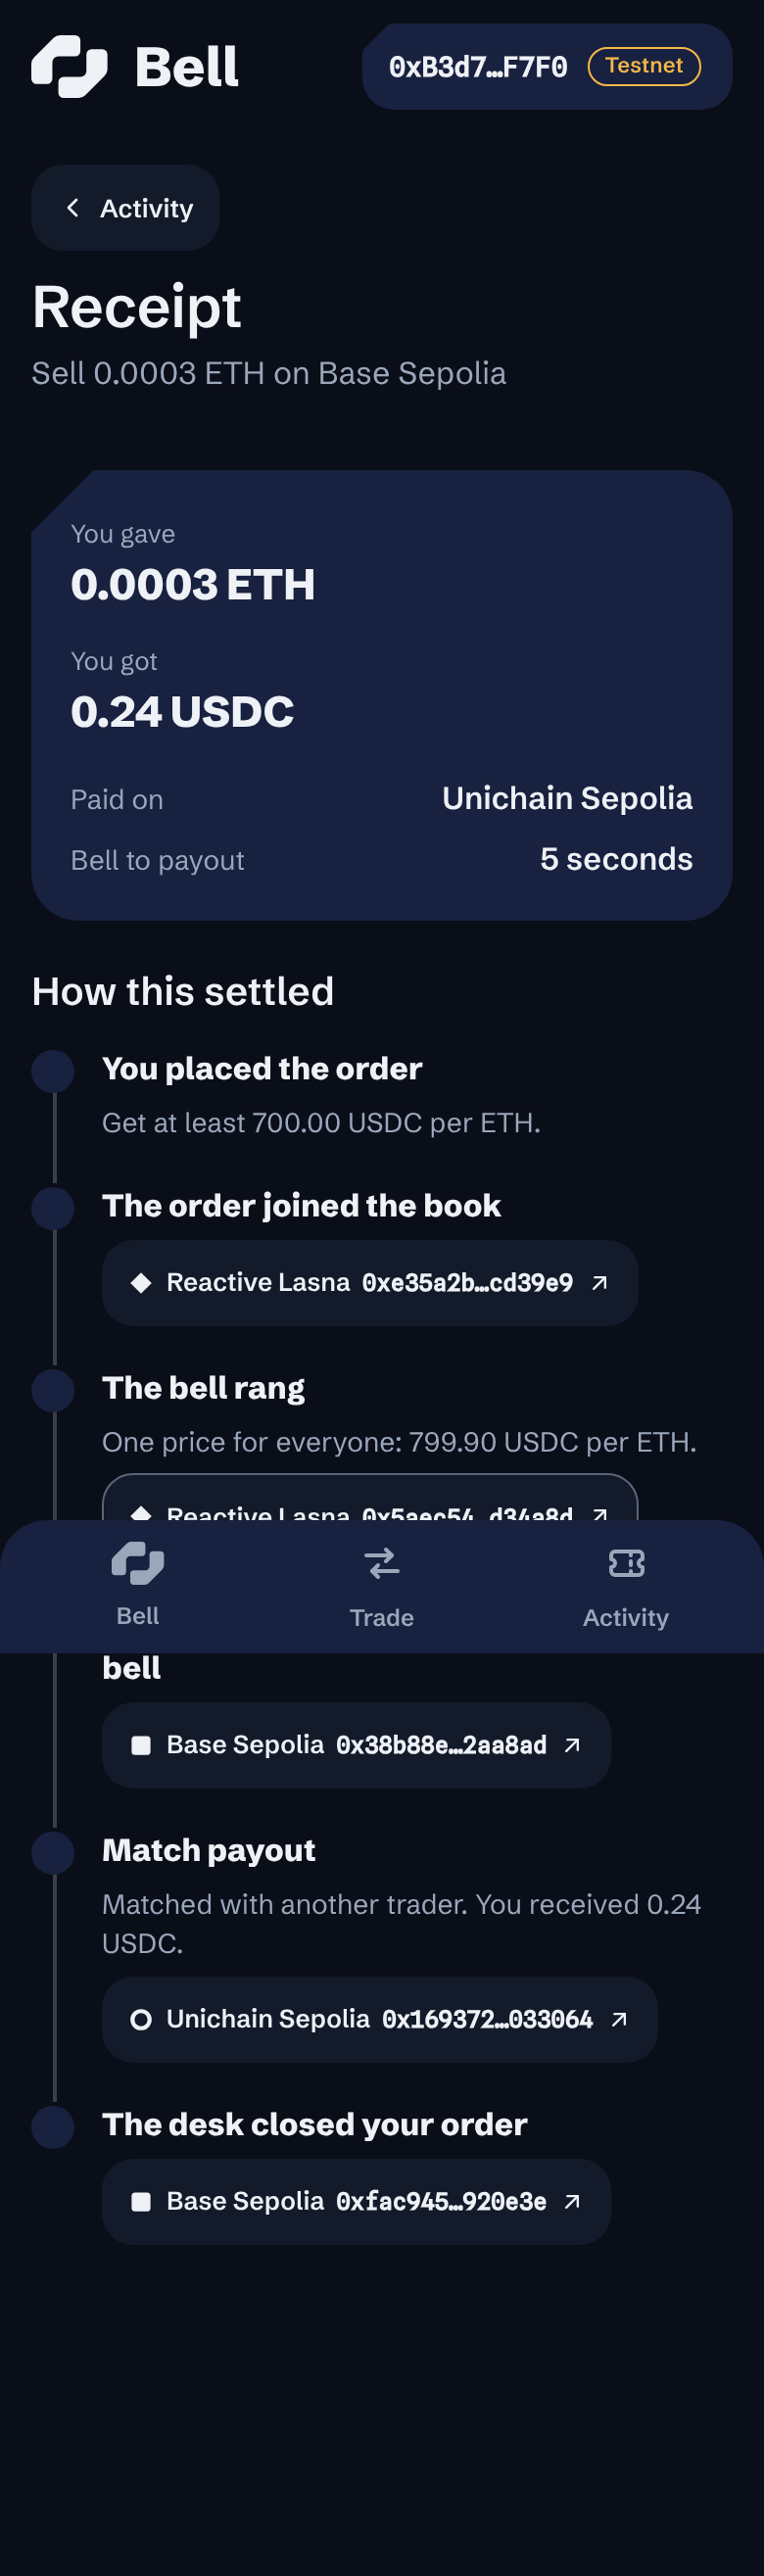 Bell
0xB3d7…F7F0 Testnet
Activity
Receipt
Sell 0.0003 ETH on Base Sepolia
You gave
0.0003 ETH
You got
0.24 USDC
Paid on Unichain Sepolia
Bell to payout 5 seconds
How this settled
You placed the order
Get at least 700.00 USDC per ETH.
The order joined the book
Reactive Lasna 0xe35a2b…cd39e9
The bell rang
One price for everyone: 799.90 USDC per ETH.
Reactive Lasna 0x5aec54…d34a8d
Bell Trade Activity
bell
Base Sepolia 0x38b88e…2aa8ad
Match payout
Matched with another trader. You received 0.24
USDC.
Unichain Sepolia 0x169372…033064
The desk closed your order
Base Sepolia 0xfac945…920e3e